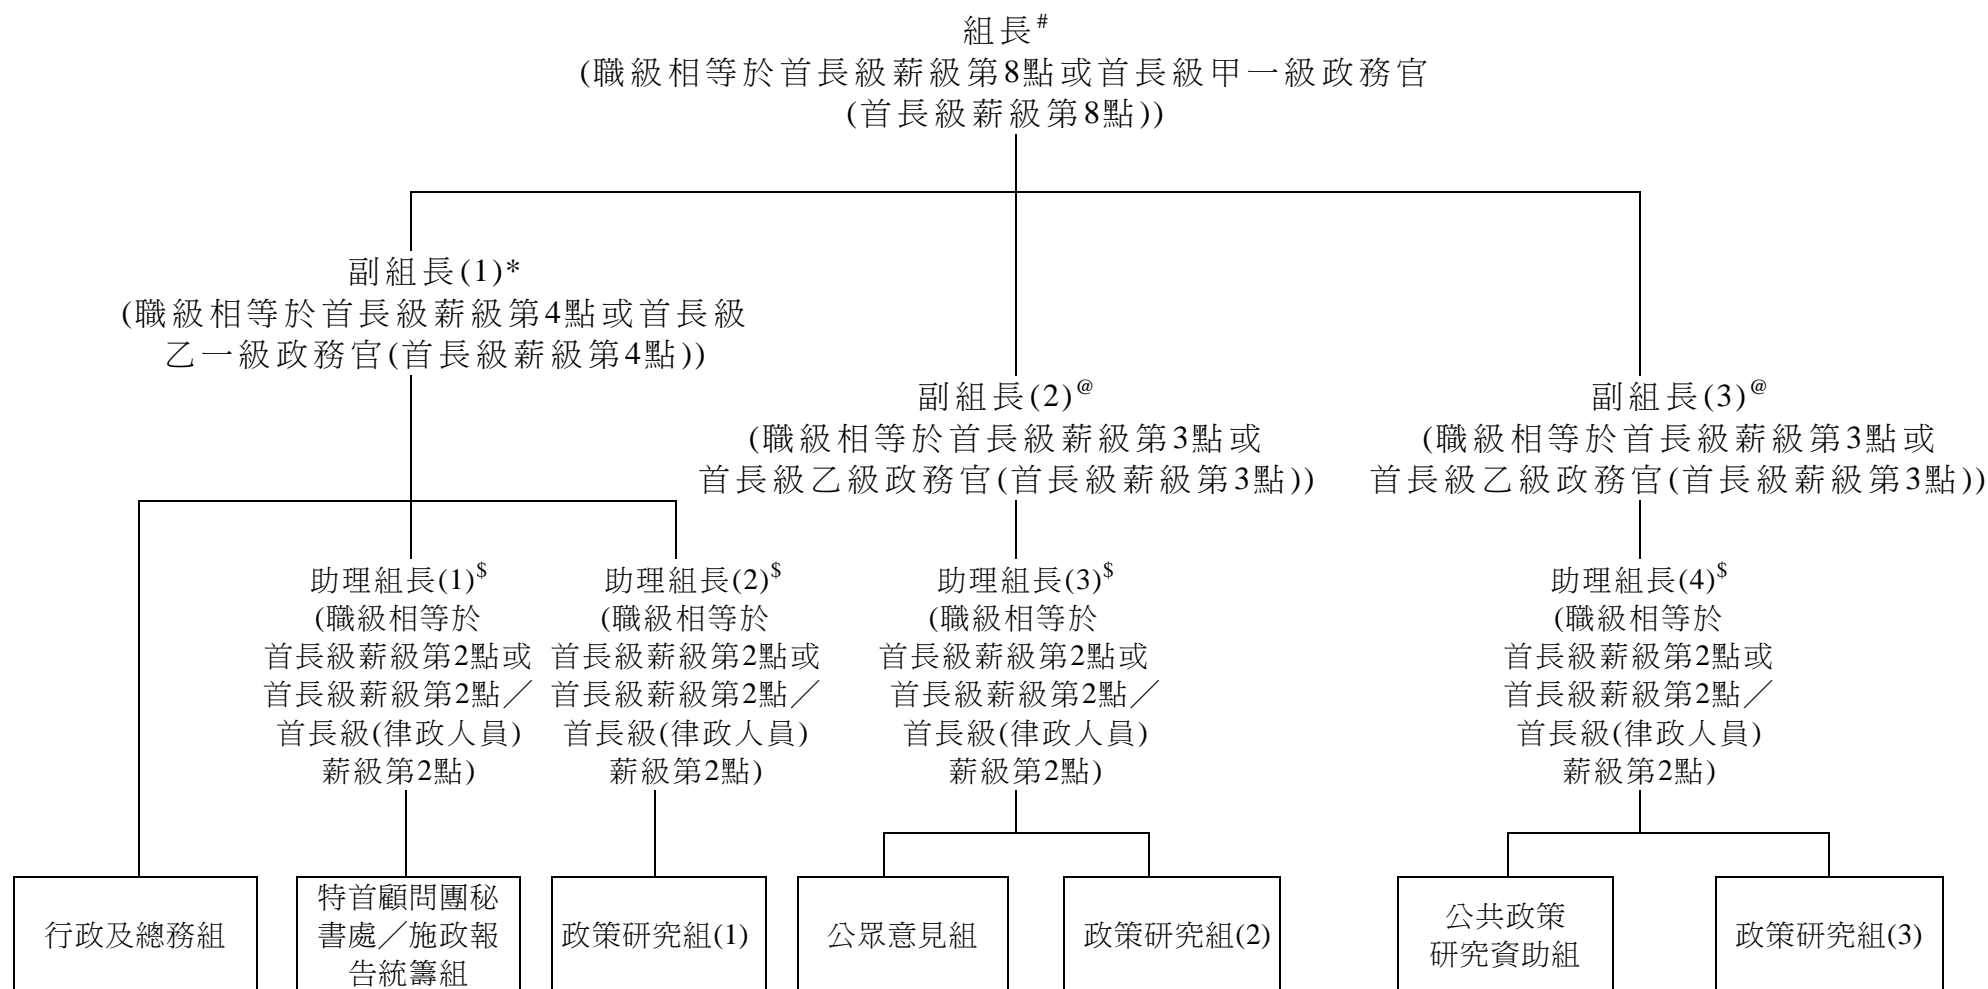 組長#
(職級相等於首長級薪級第8點或首長級甲一級政務官
(首長級薪級第8點))
副組長(1)*
(職級相等於首長級薪級第4點或首長級
乙一級政務官(首長級薪級第4點))
副組長(2)@
(職級相等於首長級薪級第3點或
首長級乙級政務官(首長級薪級第3點))
副組長(3)@
(職級相等於首長級薪級第3點或
首長級乙級政務官(首長級薪級第3點))
助理組長(1)$
(職級相等於
首長級薪級第2點或
首長級薪級第2點／
首長級(律政人員)
薪級第2點)
助理組長(2)$
(職級相等於
首長級薪級第2點或
首長級薪級第2點／
首長級(律政人員)
薪級第2點)
助理組長(3)$
(職級相等於
首長級薪級第2點或
首長級薪級第2點／
首長級(律政人員)
薪級第2點)
助理組長(4)$
(職級相等於
首長級薪級第2點或
首長級薪級第2點／
首長級(律政人員)
薪級第2點)
行政及總務組
特首顧問團秘
書處／施政報
告統籌組
政策研究組(1)
公眾意見組
政策研究組(2)
公共政策
研究資助組
政策研究組(3)